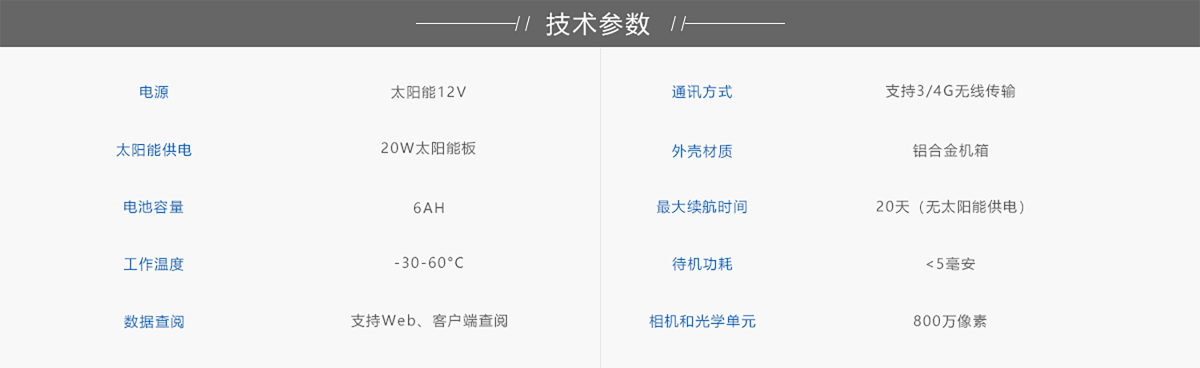 技术参数
电源 太阳能12V 通讯方式 支持3/4G无线传输
太阳能供电 20W太阳能板 外壳材质 铝合金机箱
电池容量 6AH 最大续航时间 20天（无太阳能供电）
工作温度 -30-60°C 待机功耗 <5毫安
数据查阅 支持Web、客户端查阅 相机和光学单元 800万像素